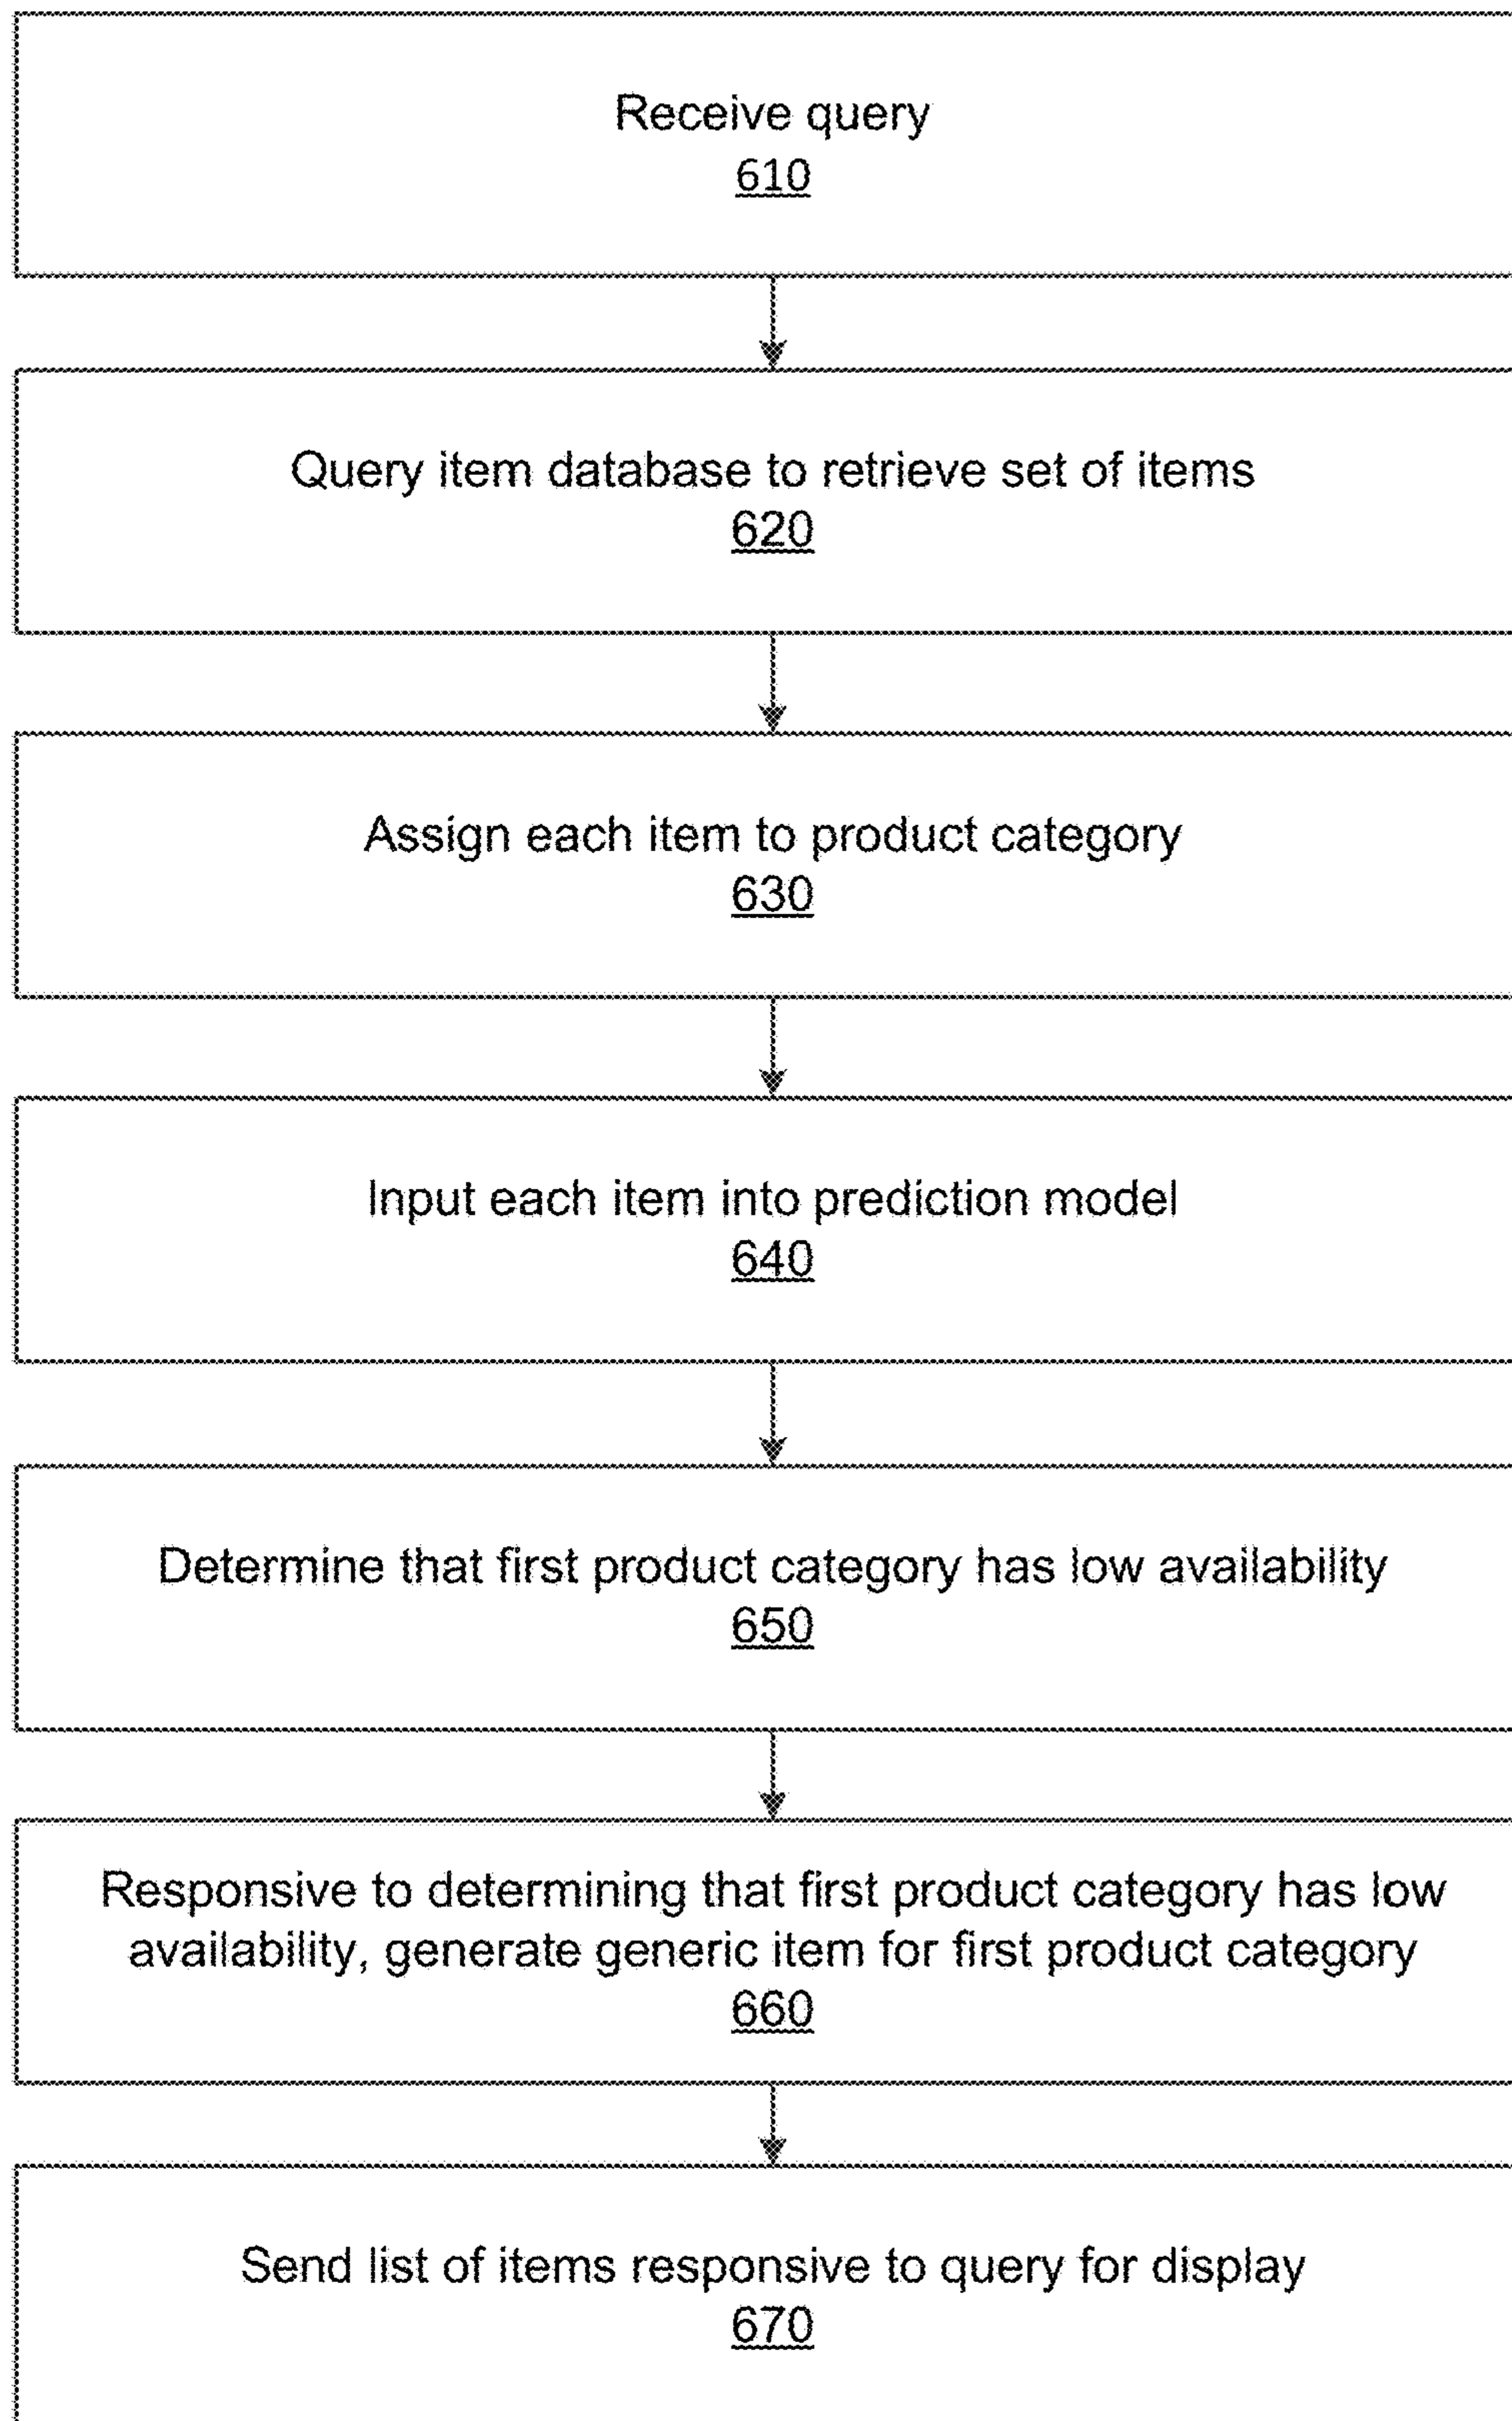 Receive query
610
Query item database to retrieve set of items
620
Assign each item to product category
630
Input each item into prediction model
640
Determine that first product category has low availability
650
Responsive to determining that first product category has low
availability, generate generic item for first product category
660
Send list of items responsive to query for display
670